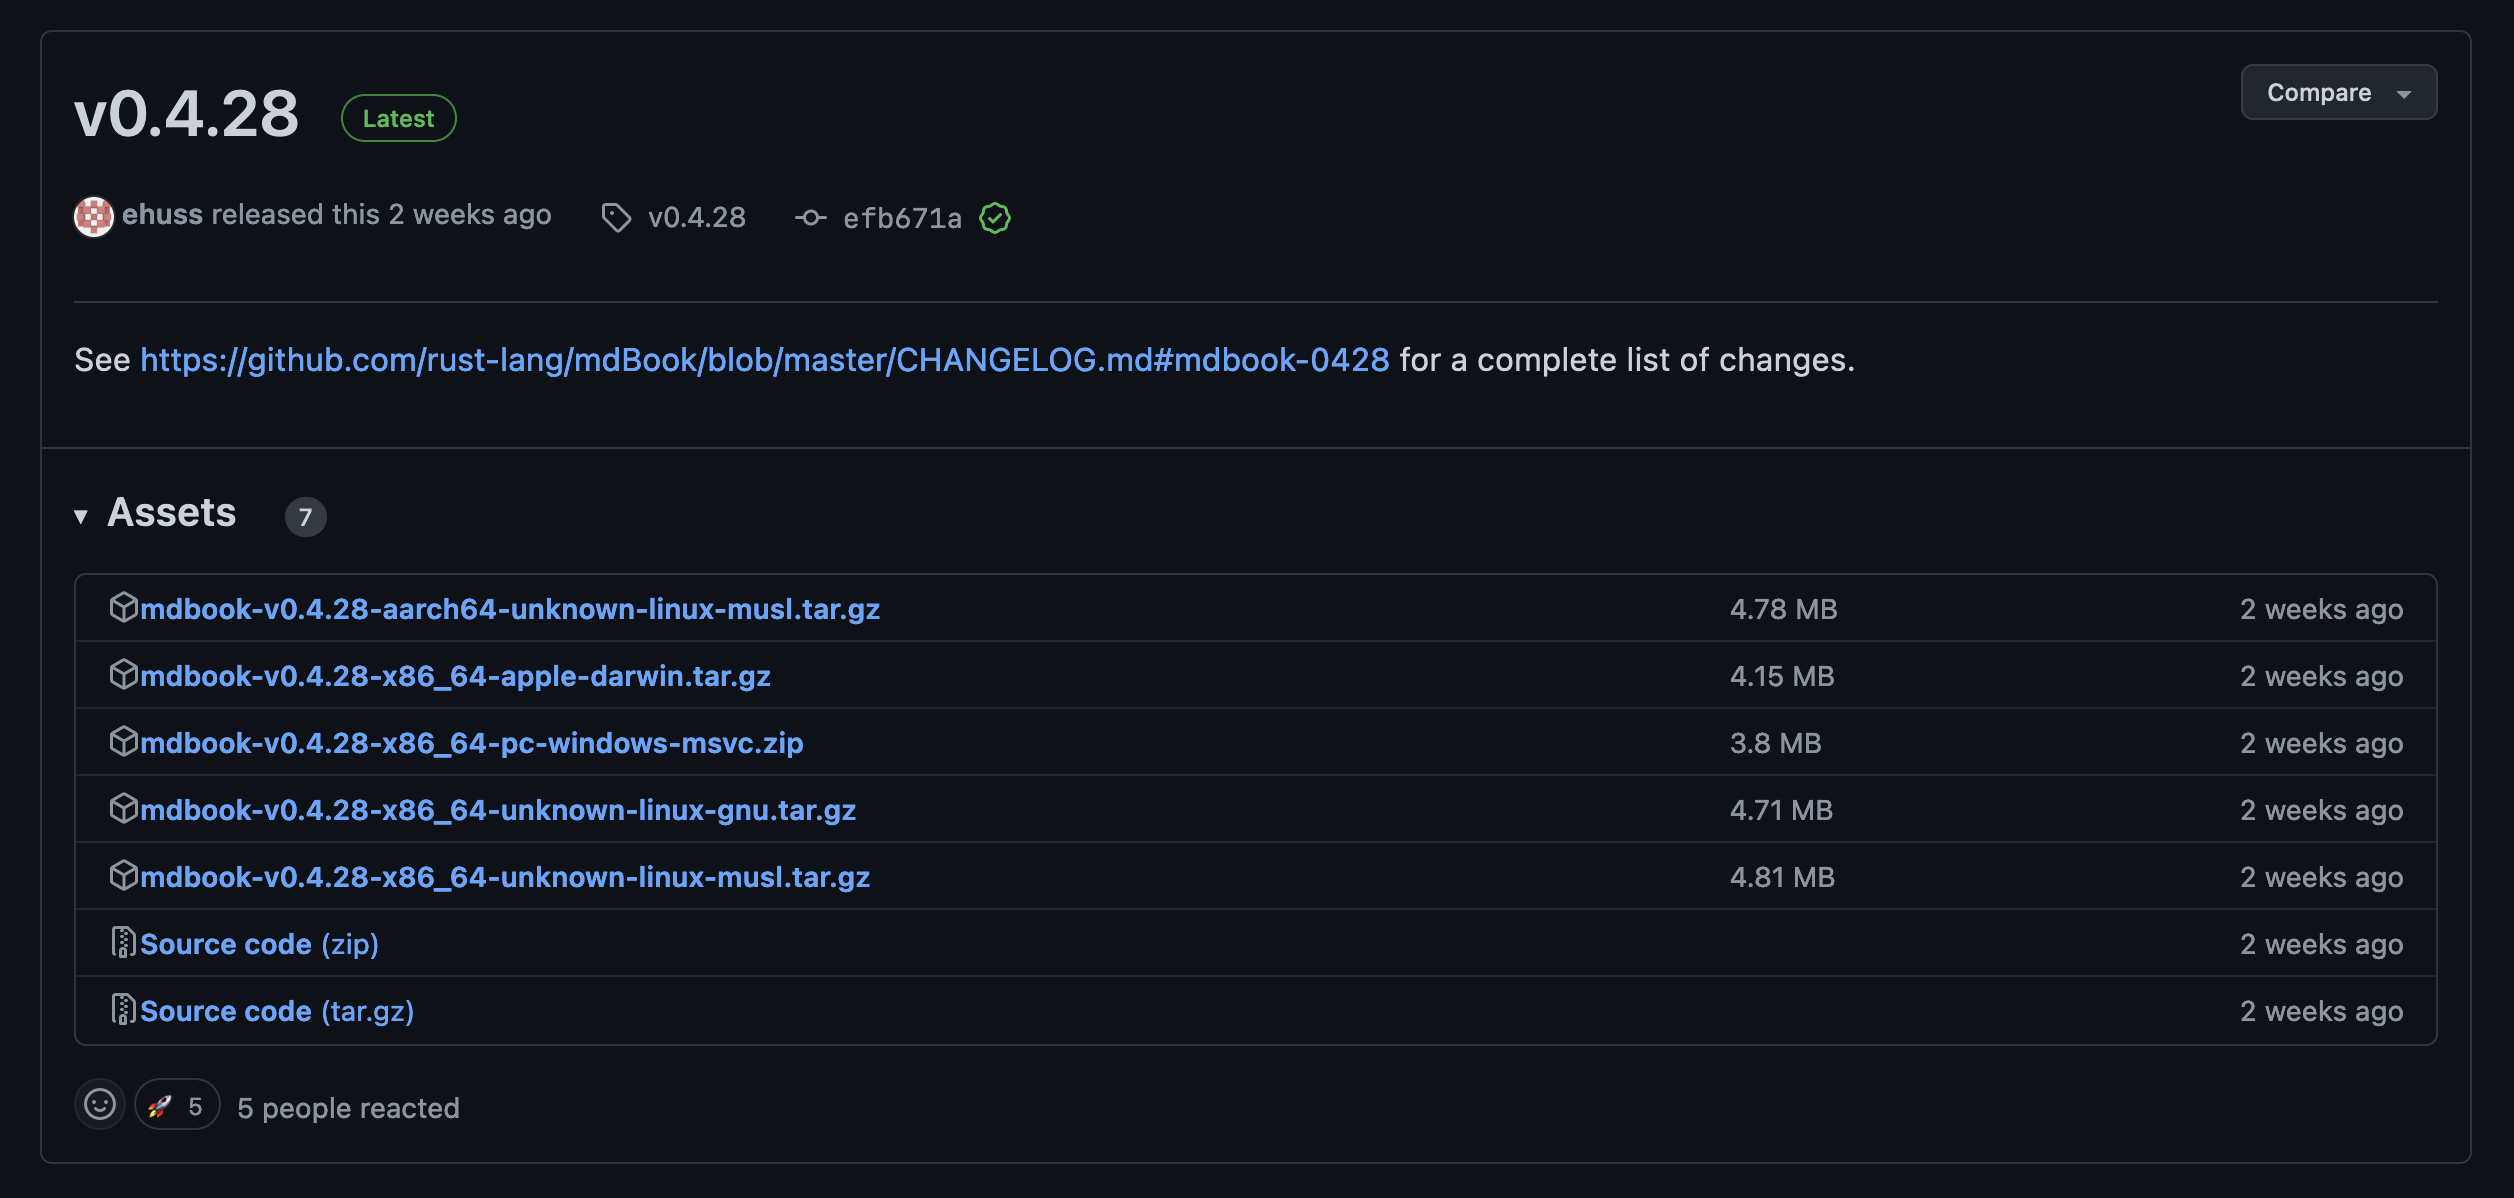 v0.4.28 Latest Compare
ehuss released this 2 weeks ago v0.4.28 efb671a
See https://github.com/rust-lang/mdBook/blob/master/CHANGELOG.md#mdbook-0428 for a complete list of changes.
Assets 7
mdbook-v0.4.28-aarch64-unknown-linux-musl.tar.gz 4.78 MB 2 weeks ago
mdbook-v0.4.28-x86_64-apple-darwin.tar.gz 4.15 MB 2 weeks ago
mdbook-v0.4.28-x86_64-pc-windows-msvc.zip 3.8 MB 2 weeks ago
mdbook-v0.4.28-x86_64-unknown-linux-gnu.tar.gz 4.71 MB 2 weeks ago
mdbook-v0.4.28-x86_64-unknown-linux-musl.tar.gz 4.81 MB 2 weeks ago
Source code (zip) 2 weeks ago
Source code (tar.gz) 2 weeks ago
5 5 people reacted